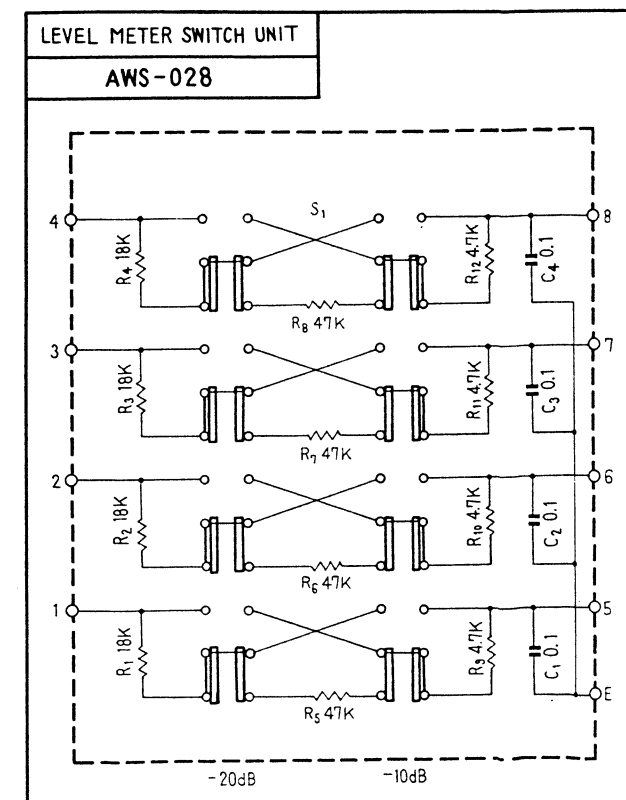 LEVEL METER SWITCH UNIT
AWS-028
4
R4 18K
S1
R8 47K
R12 4.7K
C4 0.1
8
3
R3 18K
R7 47K
R11 4.7K
C3 0.1
7
2
R2 18K
R6 47K
R10 4.7K
C2 0.1
6
1
R1 18K
R5 47K
R9 4.7K
C1 0.1
5
E
-20dB
-10dB